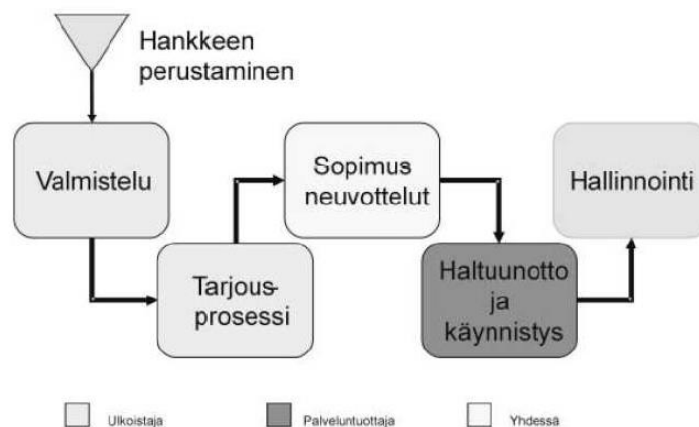 Hankkeen
perustaminen
Valmistelu
Tarjous-
prosessi
Sopimus
neuvottelut
Haltuunotto
ja
käynnistys
Hallinnointi
Ulkoistaja
Palveluntuottaja
Yhdessä